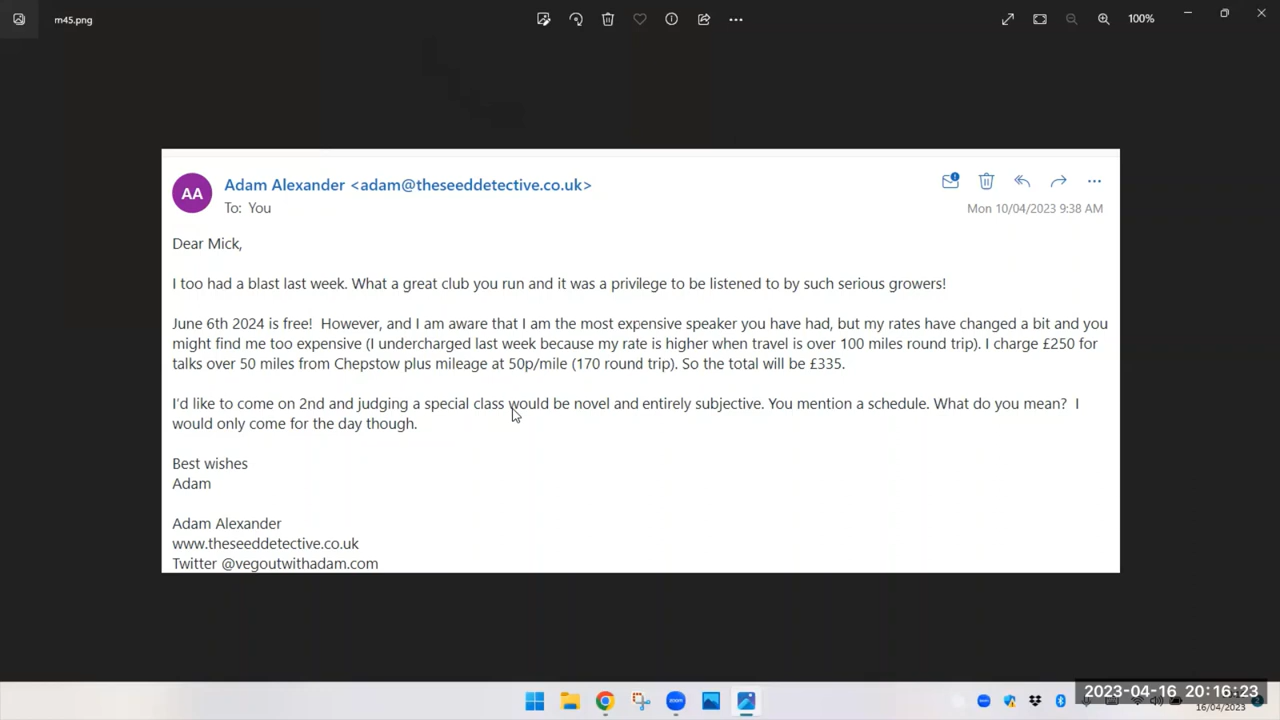 m45.png
100%
AA
Adam Alexander <adam@theseeddetective.co.uk>
To: You
Mon 10/04/2023 9:38 AM
Dear Mick,
I too had a blast last week. What a great club you run and it was a privilege to be listened to by such serious growers!
June 6th 2024 is free!  However, and I am aware that I am the most expensive speaker you have had, but my rates have changed a bit and you
might find me too expensive (I undercharged last week because my rate is higher when travel is over 100 miles round trip). I charge £250 for
talks over 50 miles from Chepstow plus mileage at 50p/mile (170 round trip). So the total will be £335.
I'd like to come on 2nd and judging a special class would be novel and entirely subjective. You mention a schedule. What do you mean?  I
would only come for the day though.
Best wishes
Adam
Adam Alexander
www.theseeddetective.co.uk
Twitter @vegoutwithadam.com
zoom
zoom
2023-04-16 20:16:23
16/04/2023